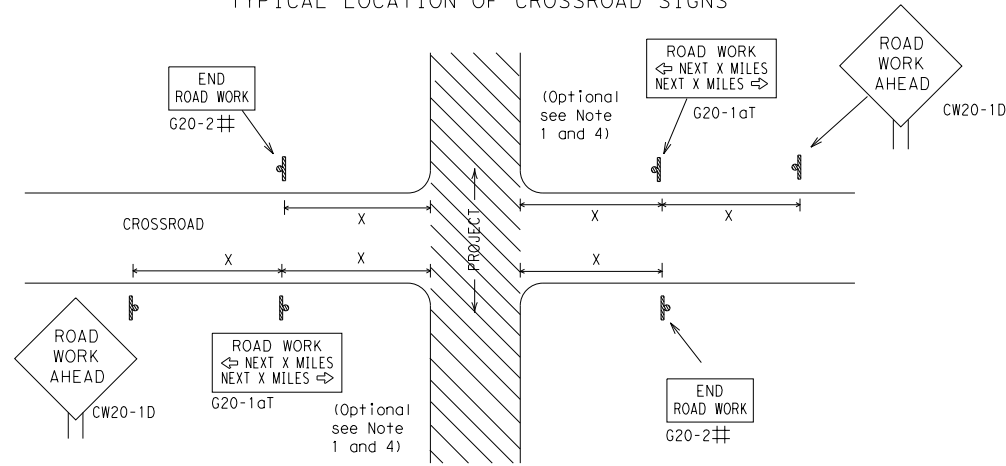 TYPICAL LOCATION OF CROSSROAD SIGNS
END
ROAD WORK
G20-2#
(Optional
see Note
1 and 4)
ROAD WORK
⇦ NEXT X MILES
NEXT X MILES ⇨
G20-1aT
ROAD
WORK
AHEAD
CW20-1D
X
X
X
CROSSROAD
PROJECT
X
X
X
ROAD
WORK
AHEAD
CW20-1D
ROAD WORK
⇦ NEXT X MILES
NEXT X MILES ⇨
G20-1aT
(Optional
see Note
1 and 4)
END
ROAD WORK
G20-2#